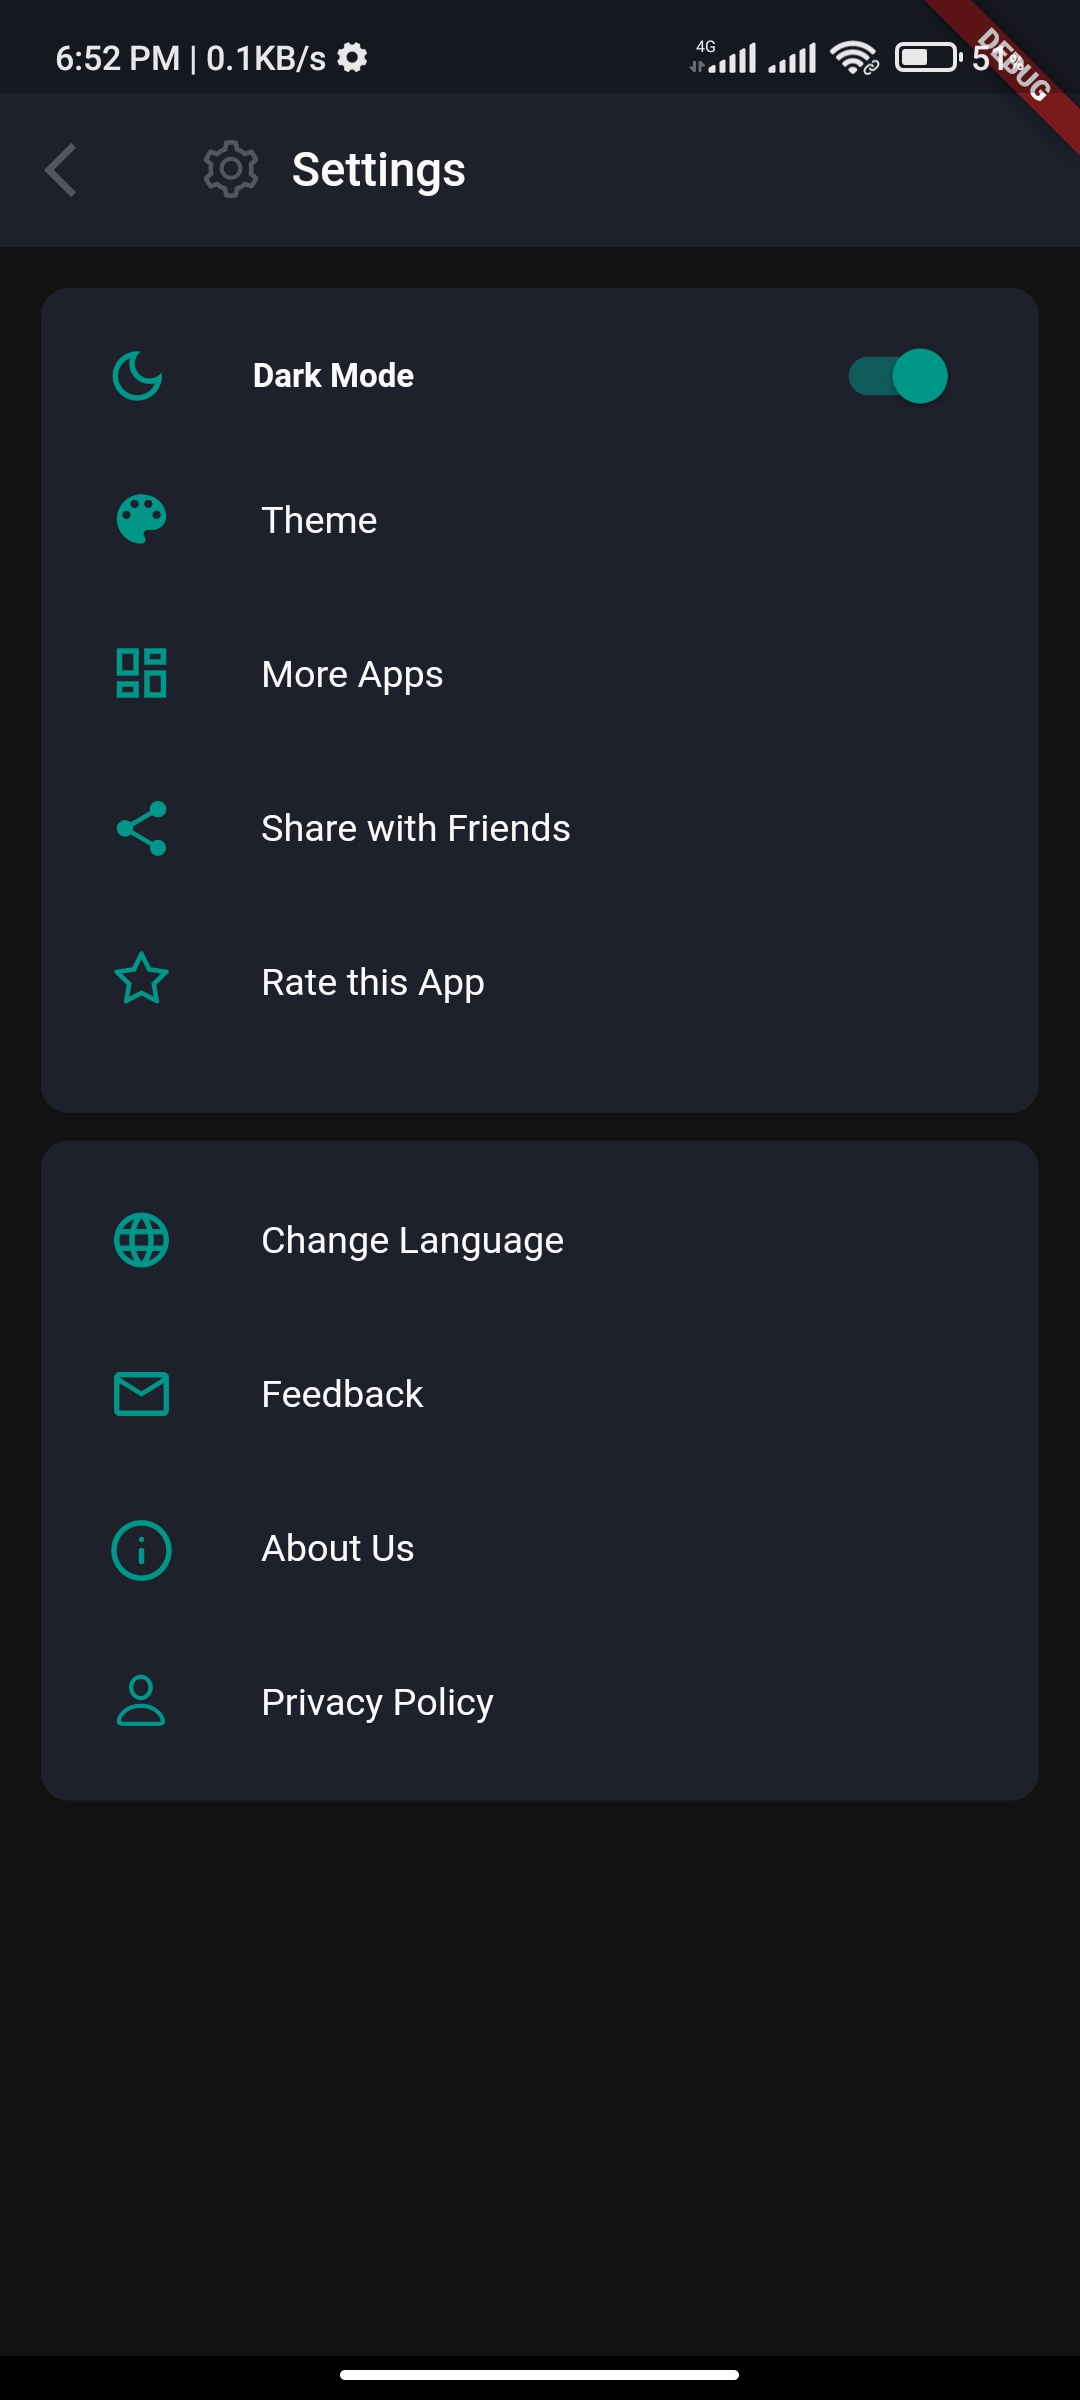 6:52 PM | 0.1KB/s
4G
DEBUG
Settings
Dark Mode
Theme
More Apps
Share with Friends
Rate this App
Change Language
Feedback
About Us
Privacy Policy